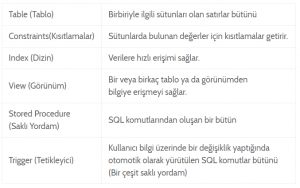 Table (Tablo)
Birbiriyle ilgili sütunları olan satırlar bütünü
Constraints(Kısıtlamalar)
Sütunlarda bulunan değerler için kısıtlamalar getirir.
Index (Dizin)
Verilere hızlı erişimi sağlar.
View (Görünüm)
Bir veya birkaç tablo ya da görünümden
bilgiye erişmeyi sağlar.
Stored Procedure
(Saklı Yordam)
SQL komutlarından oluşan bir bütün
Trigger (Tetikleyici)
Kullanıcı bilgi üzerinde bir değişiklik yaptığında
otomotik olarak yürütülen SQL komutlar bütünü
(Bir çeşit saklı yordam)